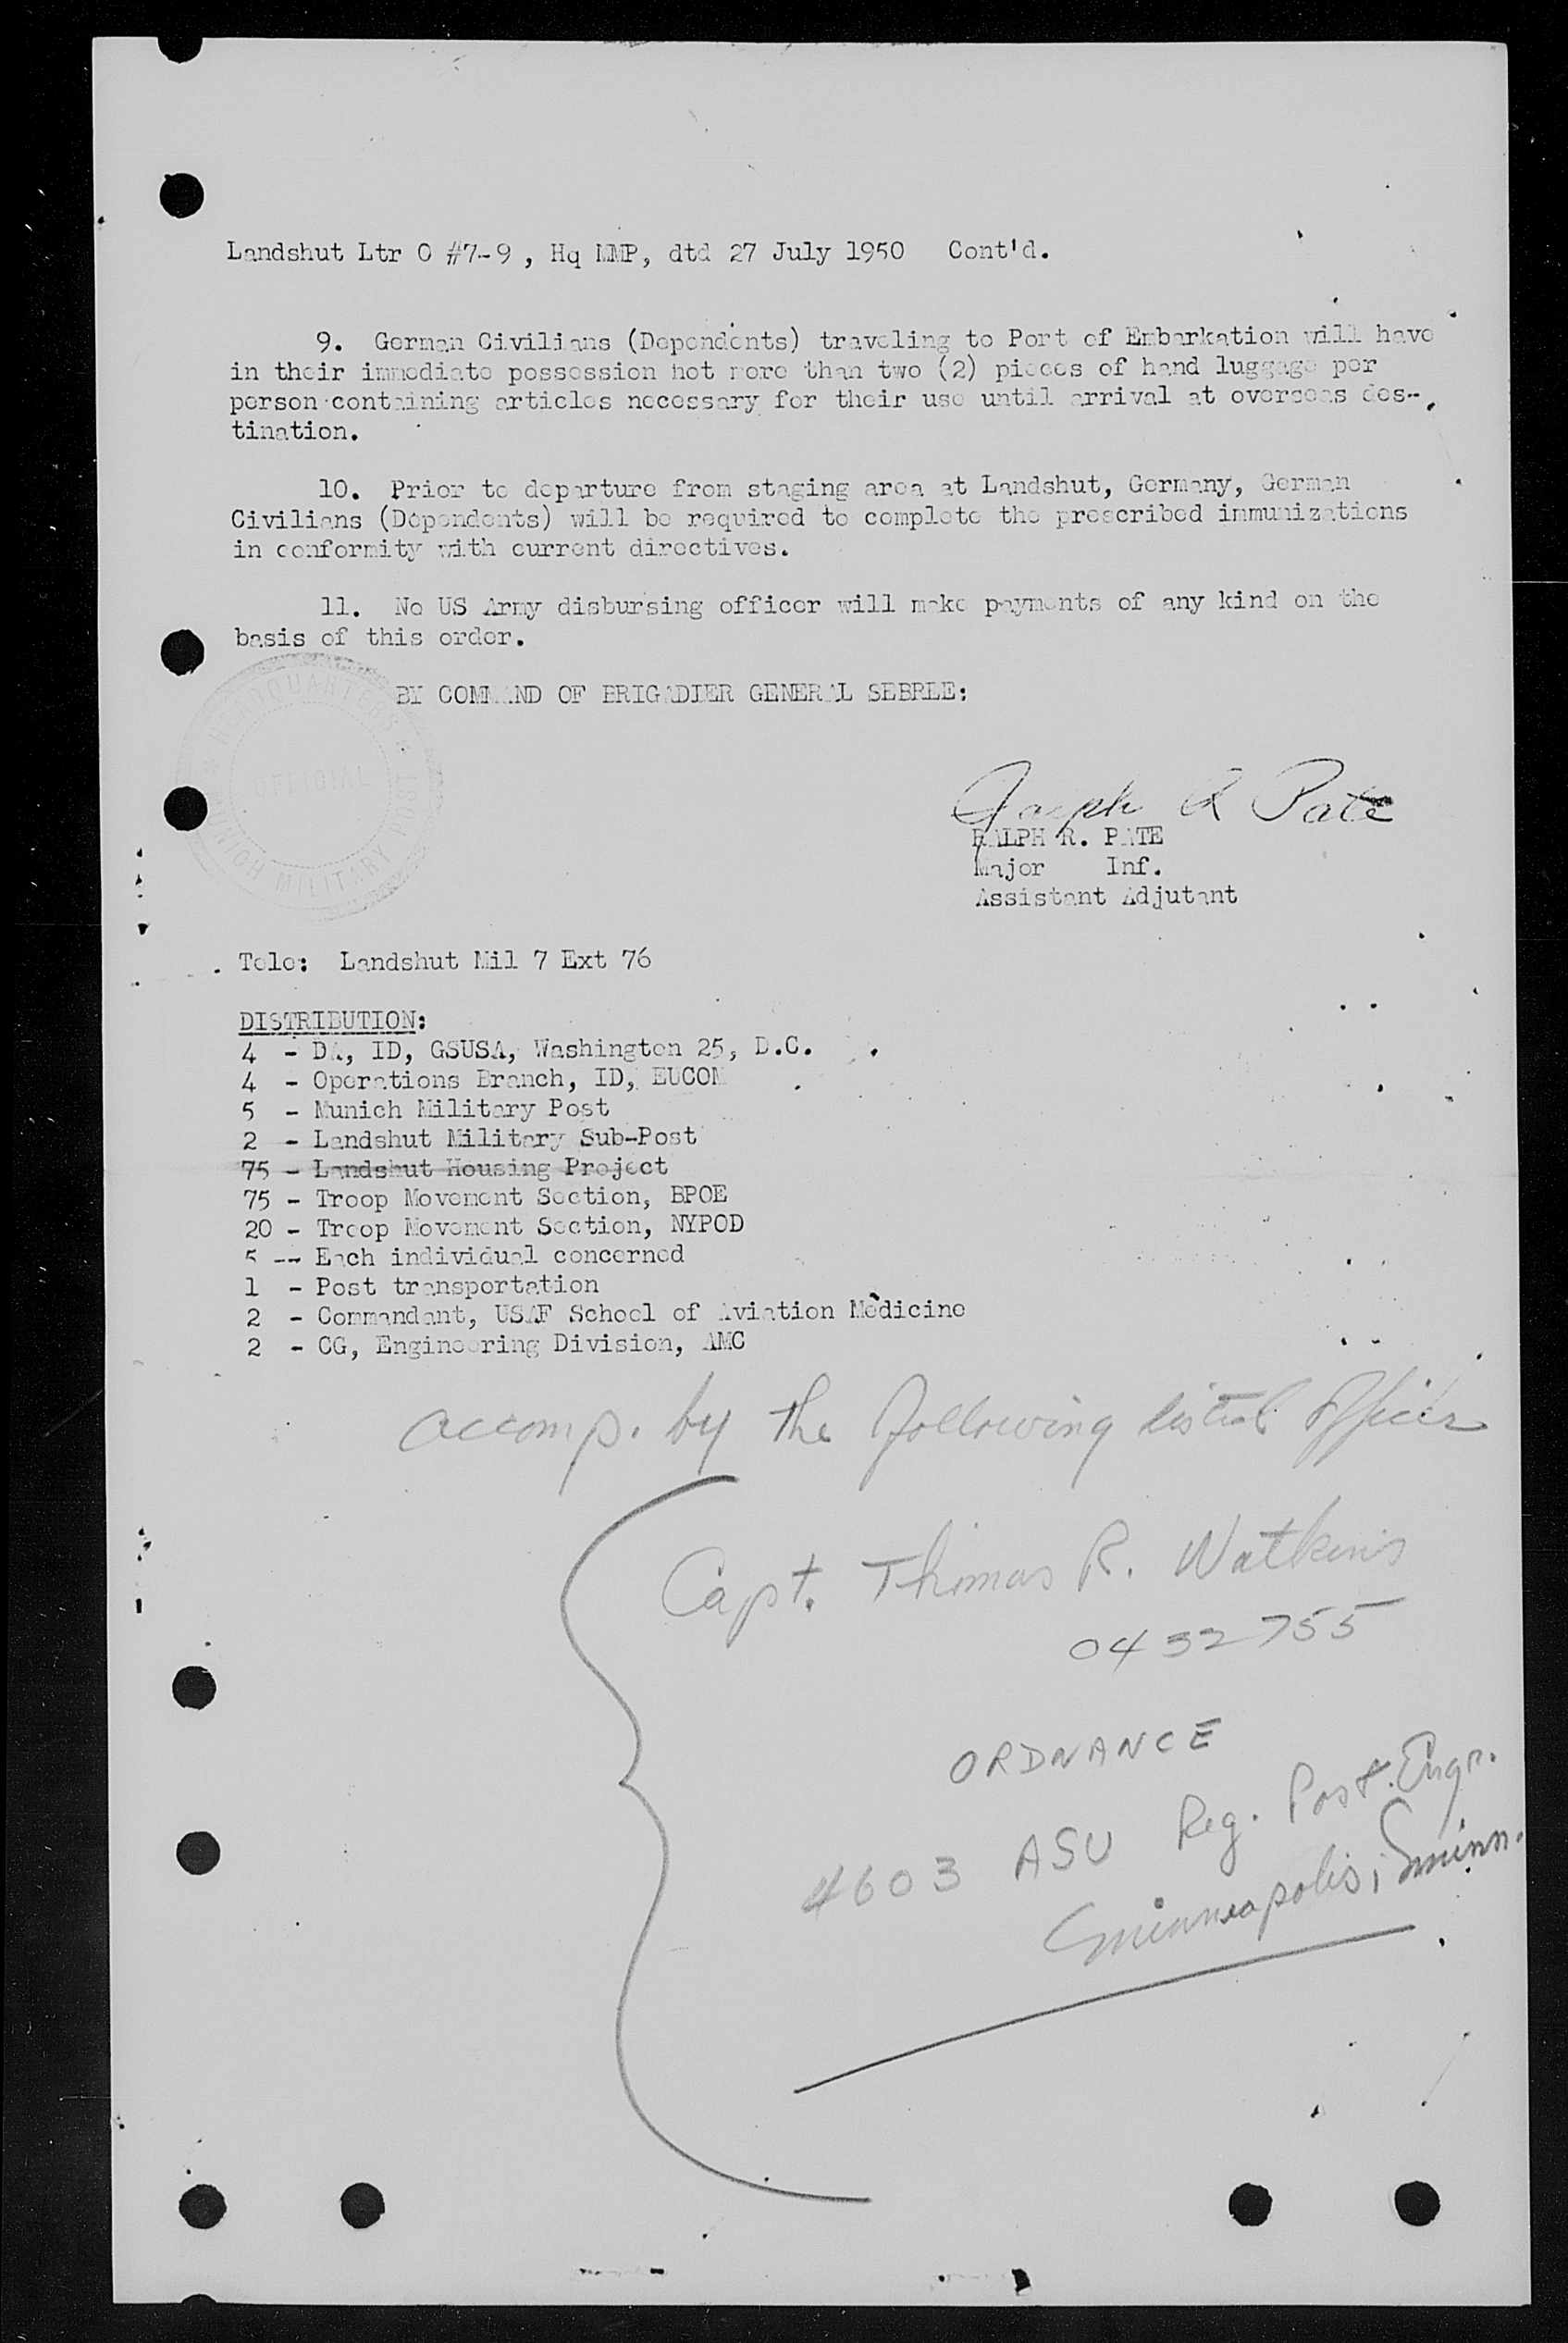 Landshut Ltr O #7-9 , Hq MMP, dtd 27 July 1950 Cont'd.
9. German Civilians (Dependents) traveling to Port of Embarkation will have
in their immediate possession not more than two (2) pieces of hand luggage per
person containing articles necessary for their use until arrival at overseas des-
tination.
10. Prior to departure from staging area at Landshut, Germany, German
Civilians (Dependents) will be required to complete the prescribed immunizations
in conformity with current directives.
11. No US Army disbursing officer will make payments of any kind on the
basis of this order.
BY COMMAND OF BRIGADIER GENERAL SEBREE:
HEADQUARTERS
OFFICIAL
MUNICH MILITARY POST
Ralph R Pate
RALPH R. PATE
Major Inf.
Assistant Adjutant
Tele: Landshut Mil 7 Ext 76
DISTRIBUTION:
4 - DA, ID, GSUSA, Washington 25, D.C.
4 - Operations Branch, ID, EUCOM
5 - Munich Military Post
2 - Landshut Military Sub-Post
75 - Landshut Housing Project
75 - Troop Movement Section, BPOE
20 - Troop Movement Section, NYPOD
5 -- Each individual concerned
1 - Post transportation
2 - Commandant, USAF School of Aviation Medicine
2 - CG, Engineering Division, AMC
accomp. by the following listed officer
Capt. Thomas R. Watkins
0432755
ORDNANCE
4603 ASU Reg. Post. Engr.
Minneapolis, Minn.